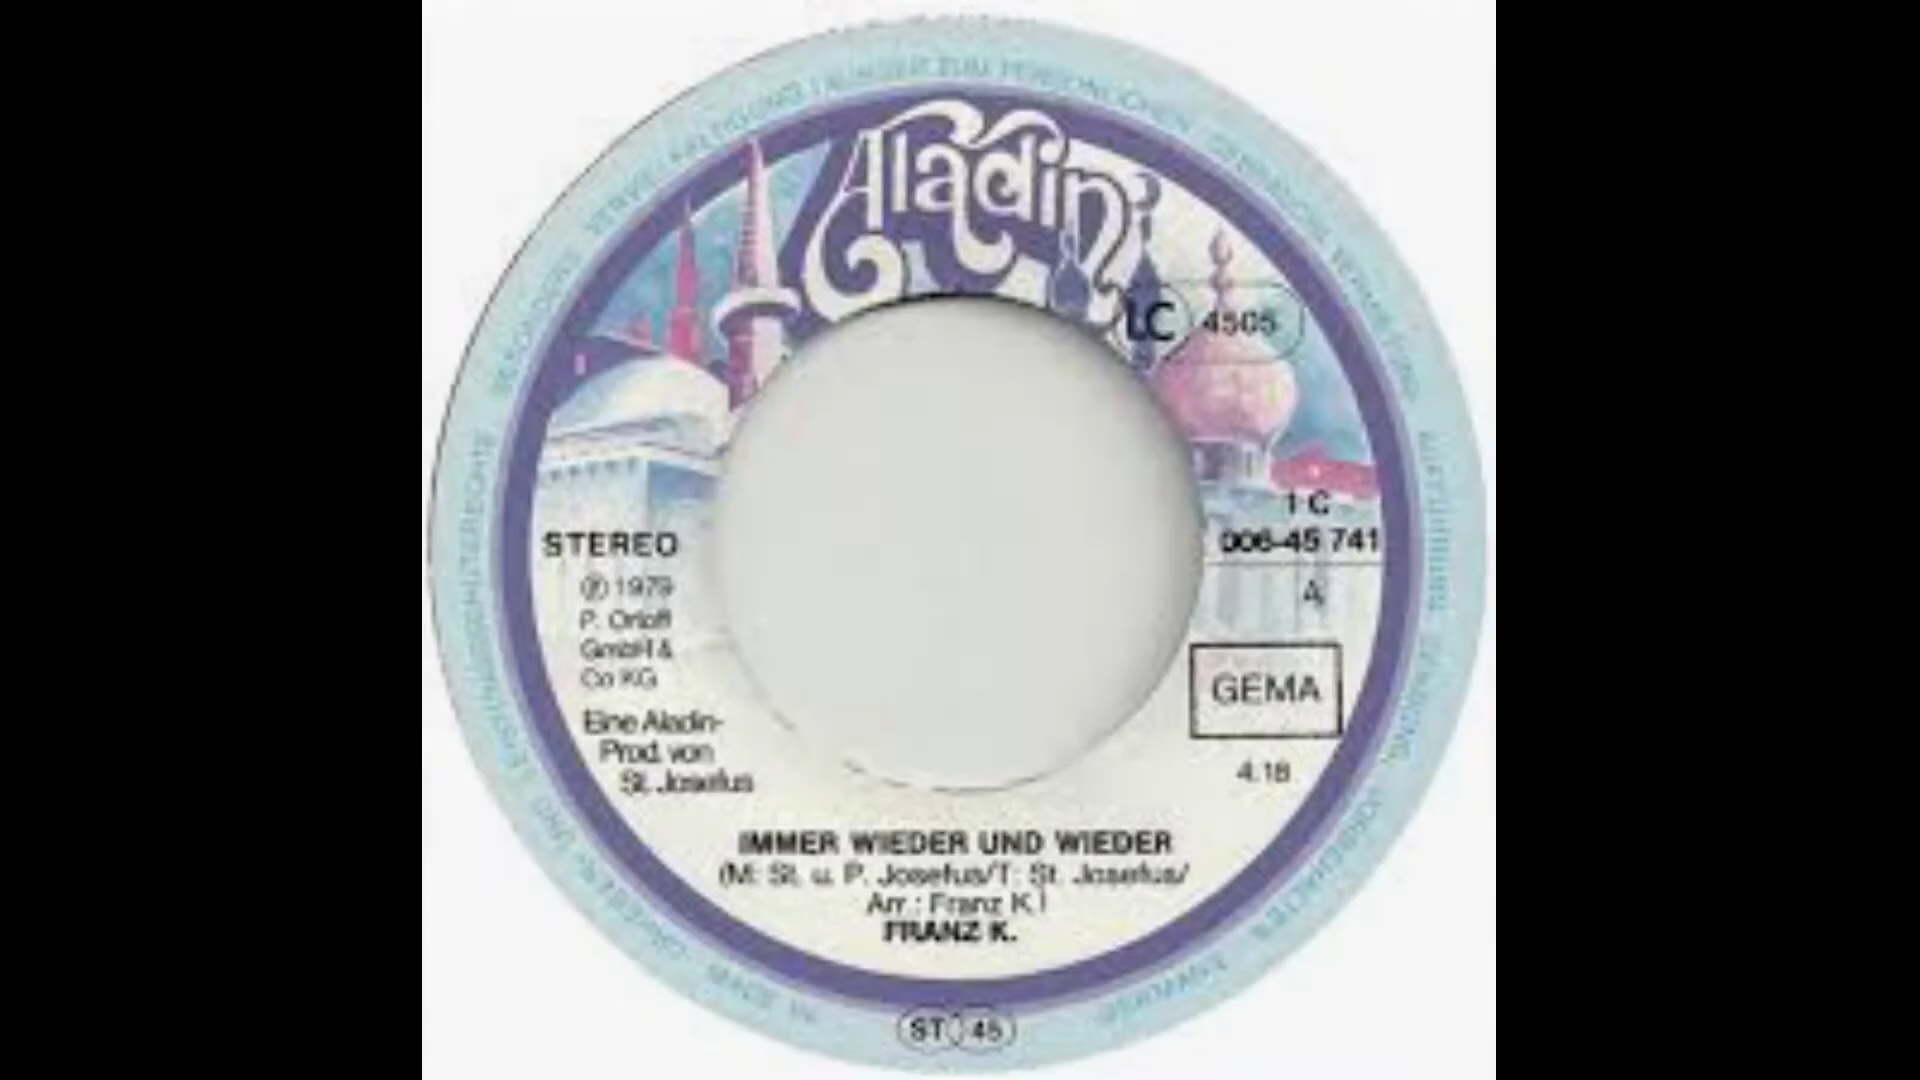 Aladin
LC 4505
STEREO
1 C
006-45 741
Ⓟ 1979
A
P. Orloff
GmbH &
Co KG
GEMA
Eine Aladin-
Prod. von
St. Josefus
4.18
IMMER WIEDER UND WIEDER
(M: St. u. P. Josefus/T: St. Josefus/
Arr.: Franz K.)
FRANZ K.
ST 45